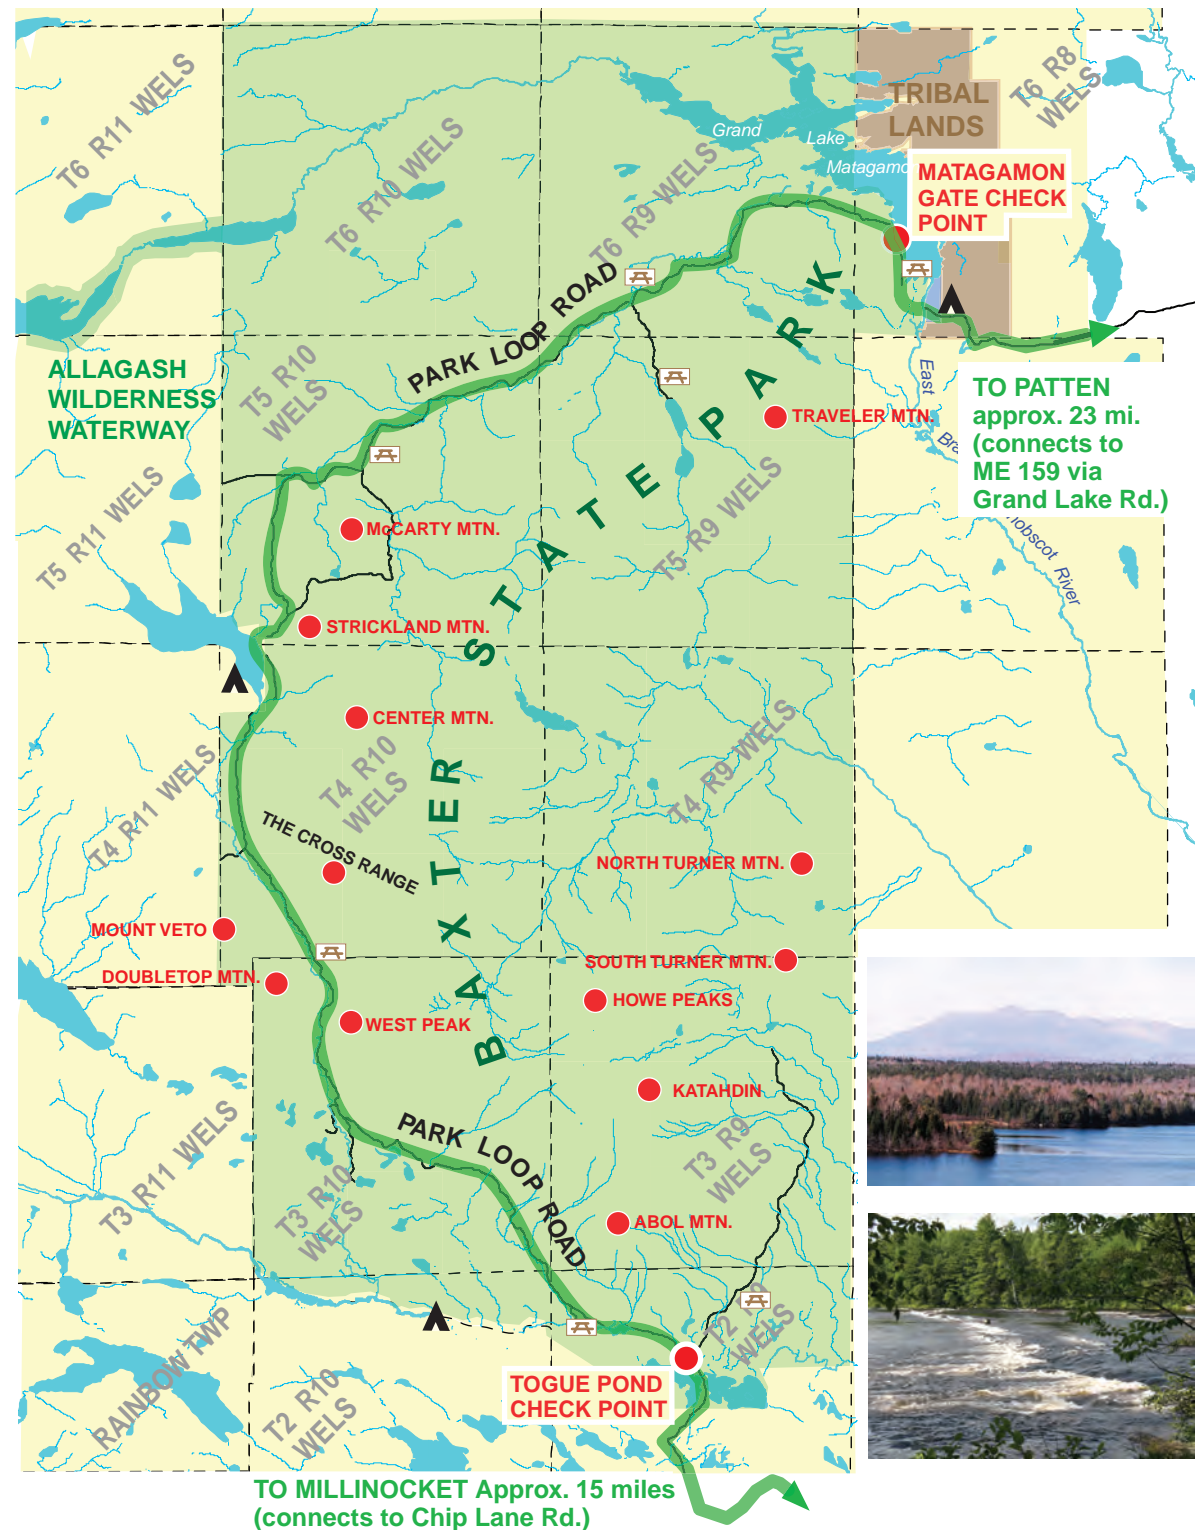 T6 R11 WELS
T6 R10 WELS
T6 R9 WELS
T6 R8
WELS
TRIBAL
LANDS
Grand
Lake
Matagamo
MATAGAMON
GATE CHECK
POINT
PARK LOOP ROAD
ALLAGASH
WILDERNESS
WATERWAY
T5 R10
WELS
East
TO PATTEN
approx. 23 mi.
(connects to
ME 159 via
Grand Lake Rd.)
TRAVELER MTN.
T5 R11 WELS
McCARTY MTN.
T5 R9 WELS
River
STRICKLAND MTN.
BAXTER STATE PARK
CENTER MTN.
T4 R11 WELS
T4 R10
WELS
T4 R9 WELS
THE CROSS RANGE
NORTH TURNER MTN.
MOUNT VETO
DOUBLETOP MTN.
SOUTH TURNER MTN.
HOWE PEAKS
WEST PEAK
KATAHDIN
T3 R11 WELS
T3 R10
WELS
PARK LOOP ROAD
T3 R9
WELS
ABOL MTN.
RAINBOW TWP
T2 R10
WELS
WELS
TOGUE POND
CHECK POINT
TO MILLINOCKET Approx. 15 miles
(connects to Chip Lane Rd.)